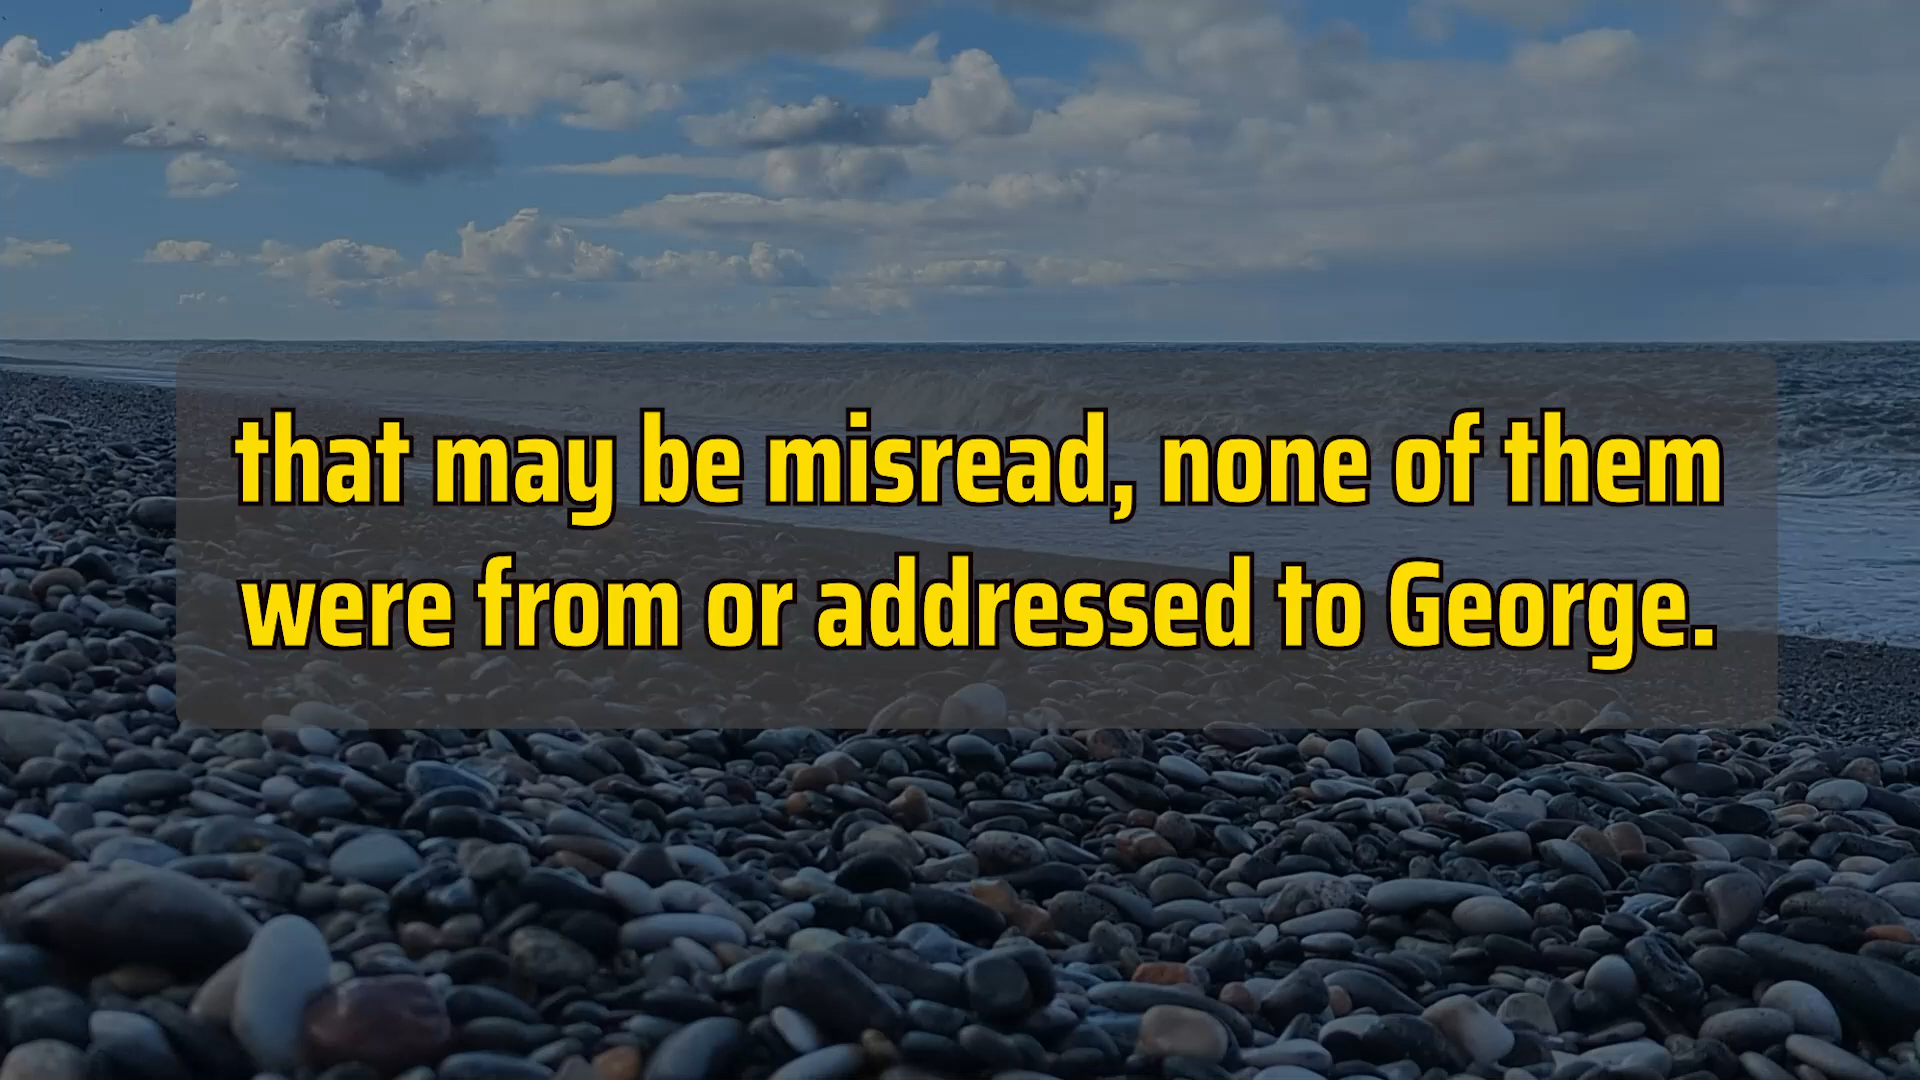 that may be misread, none of them
were from or addressed to George.